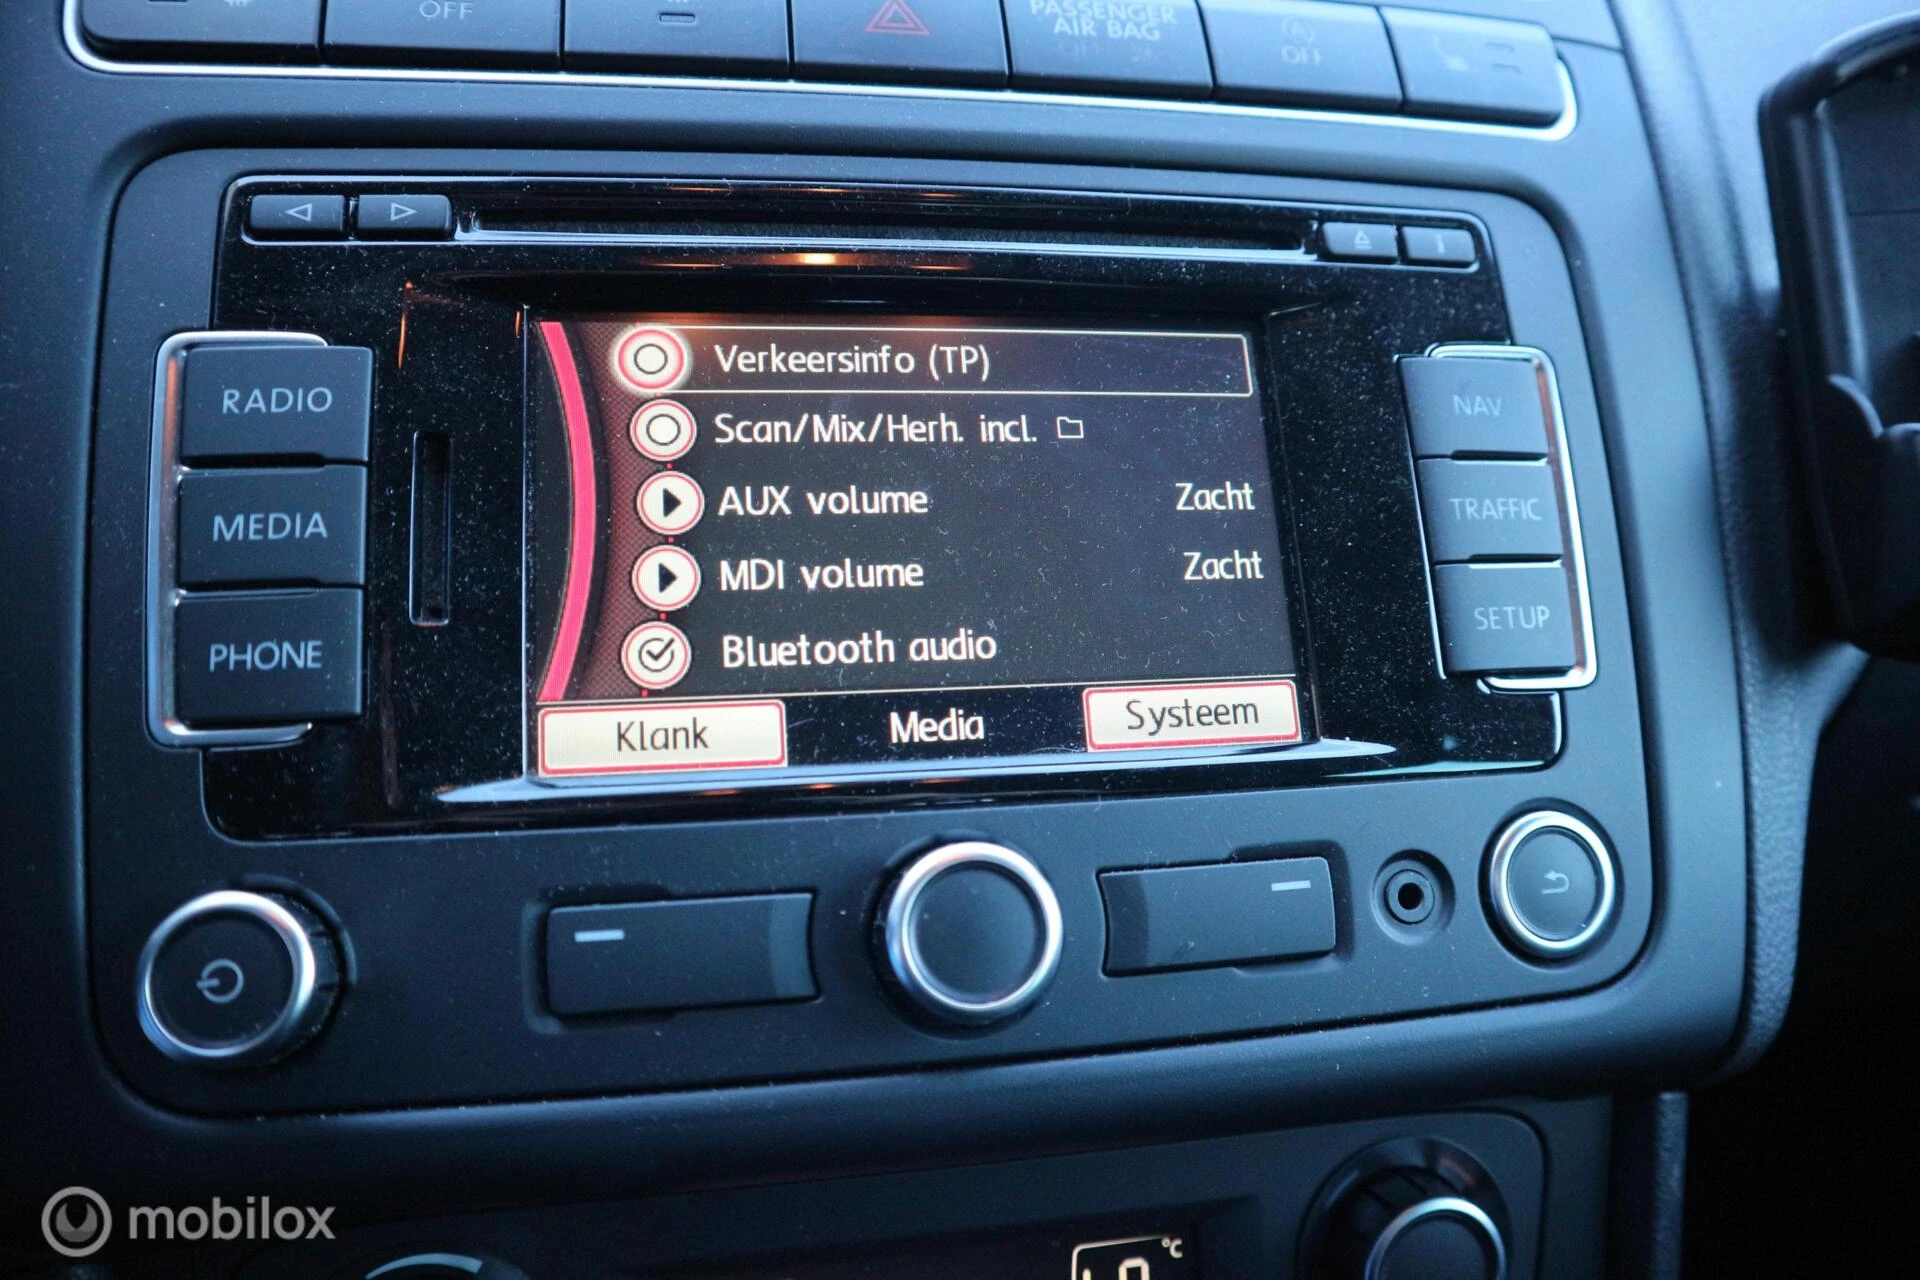 OFF
PASSENGER
AIR BAG
OFF
OFF
RADIO
MEDIA
PHONE
Verkeersinfo (TP)
Scan/Mix/Herh. incl.
AUX volume Zacht
MDI volume Zacht
Bluetooth audio
Klank Media Systeem
NAV
TRAFFIC
SETUP
°C
mobilox